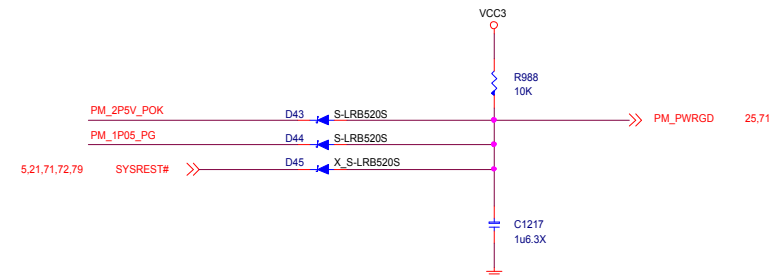 VCC3
R988
10K
PM_2P5V_POK
D43
S-LRB520S
PM_PWRGD
25,71
PM_1P05_PG
D44
S-LRB520S
5,21,71,72,79
SYSREST#
D45
X_S-LRB520S
C1217
1u6.3X